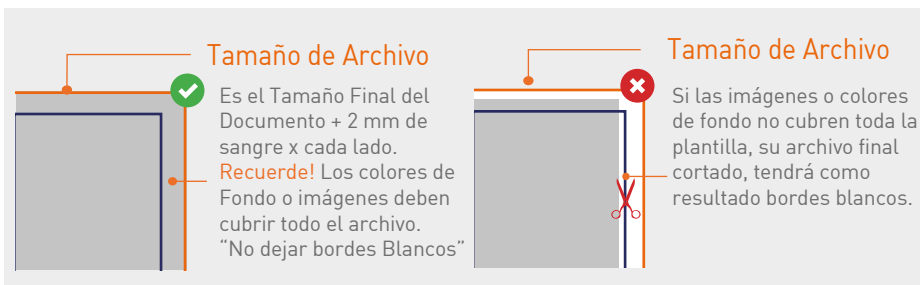 Tamaño de Archivo
Es el Tamaño Final del
Documento + 2 mm de
sangre x cada lado.
Recuerde! Los colores de
Fondo o imágenes deben
cubrir todo el archivo.
“No dejar bordes Blancos”
Tamaño de Archivo
Si las imágenes o colores
de fondo no cubren toda la
plantilla, su archivo final
cortado, tendrá como
resultado bordes blancos.